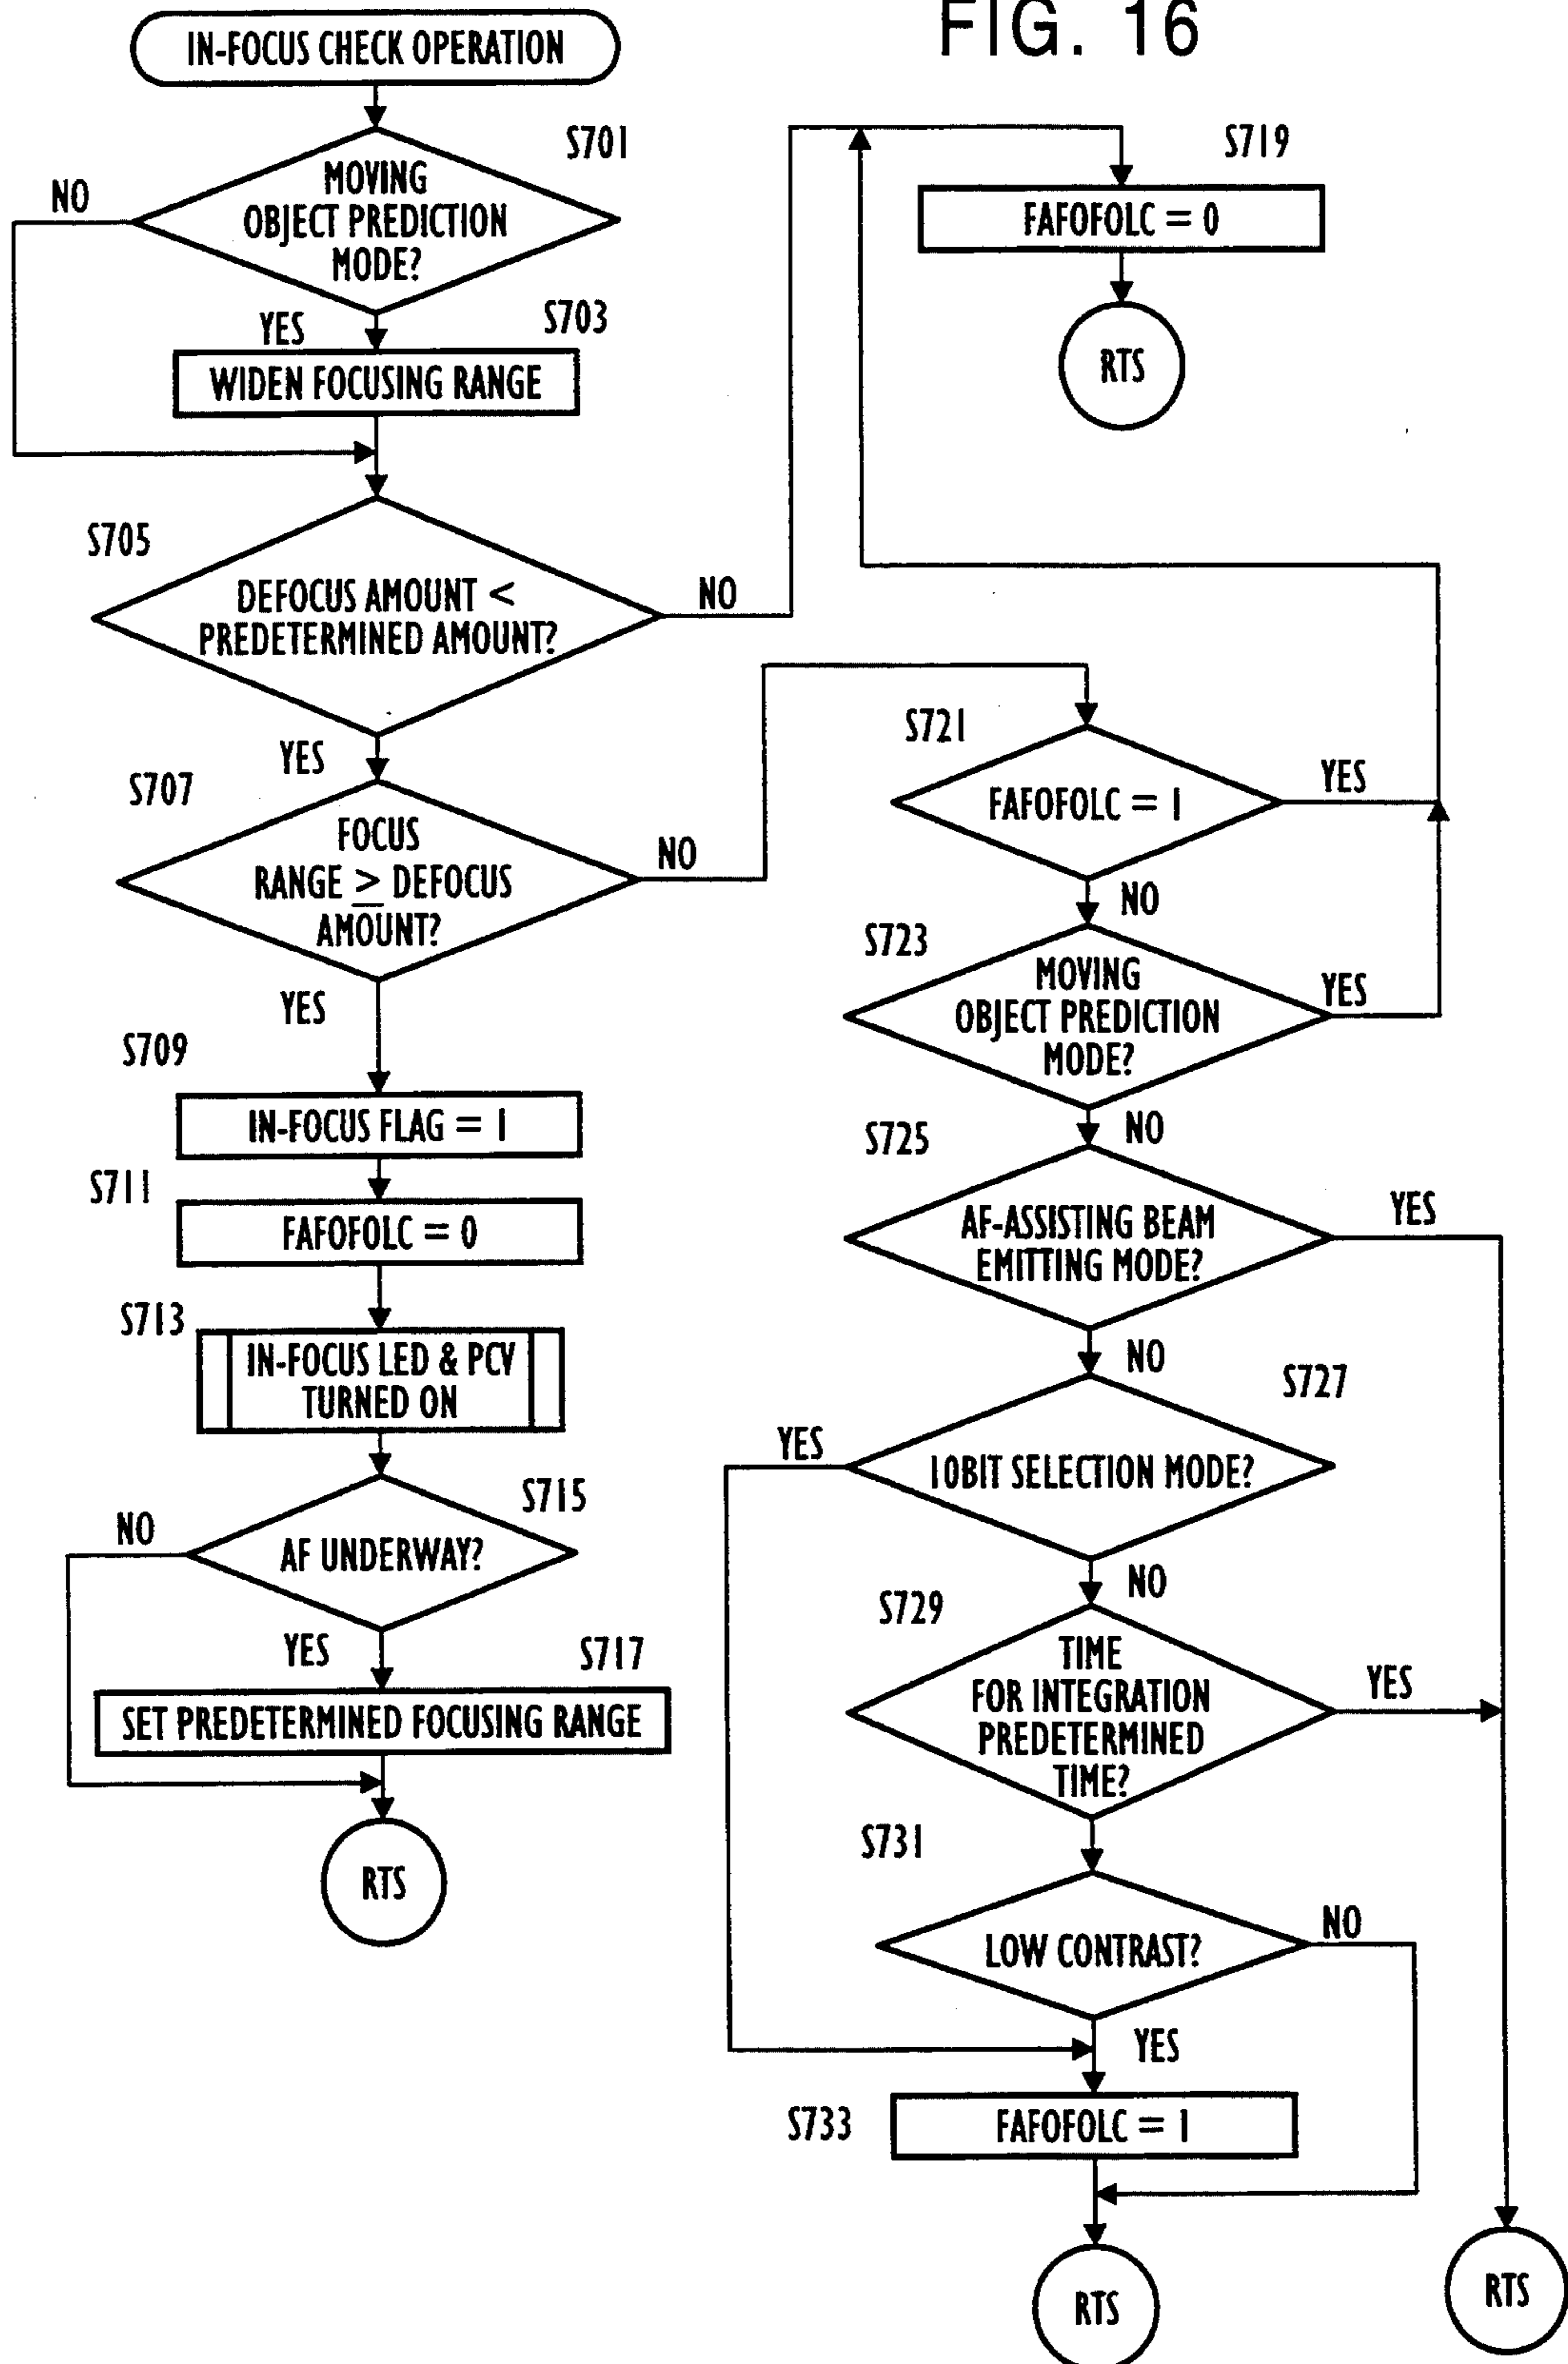 FIG. 16
IN-FOCUS CHECK OPERATION
S701
MOVING
OBJECT PREDICTION
MODE?
NO
YES
S703
WIDEN FOCUSING RANGE
S705
DEFOCUS AMOUNT <
PREDETERMINED AMOUNT?
NO
YES
S707
FOCUS
RANGE ≥ DEFOCUS
AMOUNT?
NO
YES
S709
IN-FOCUS FLAG = 1
S711
FAFOFOLC = 0
S713
IN-FOCUS LED & PCV
TURNED ON
S715
AF UNDERWAY?
NO
YES
S717
SET PREDETERMINED FOCUSING RANGE
RTS
S719
FAFOFOLC = 0
RTS
S721
FAFOFOLC = 1
YES
NO
S723
MOVING
OBJECT PREDICTION
MODE?
YES
NO
S725
AF-ASSISTING BEAM
EMITTING MODE?
YES
NO
S727
10BIT SELECTION MODE?
YES
NO
S729
TIME
FOR INTEGRATION
PREDETERMINED
TIME?
YES
S731
LOW CONTRAST?
NO
YES
S733
FAFOFOLC = 1
RTS
RTS